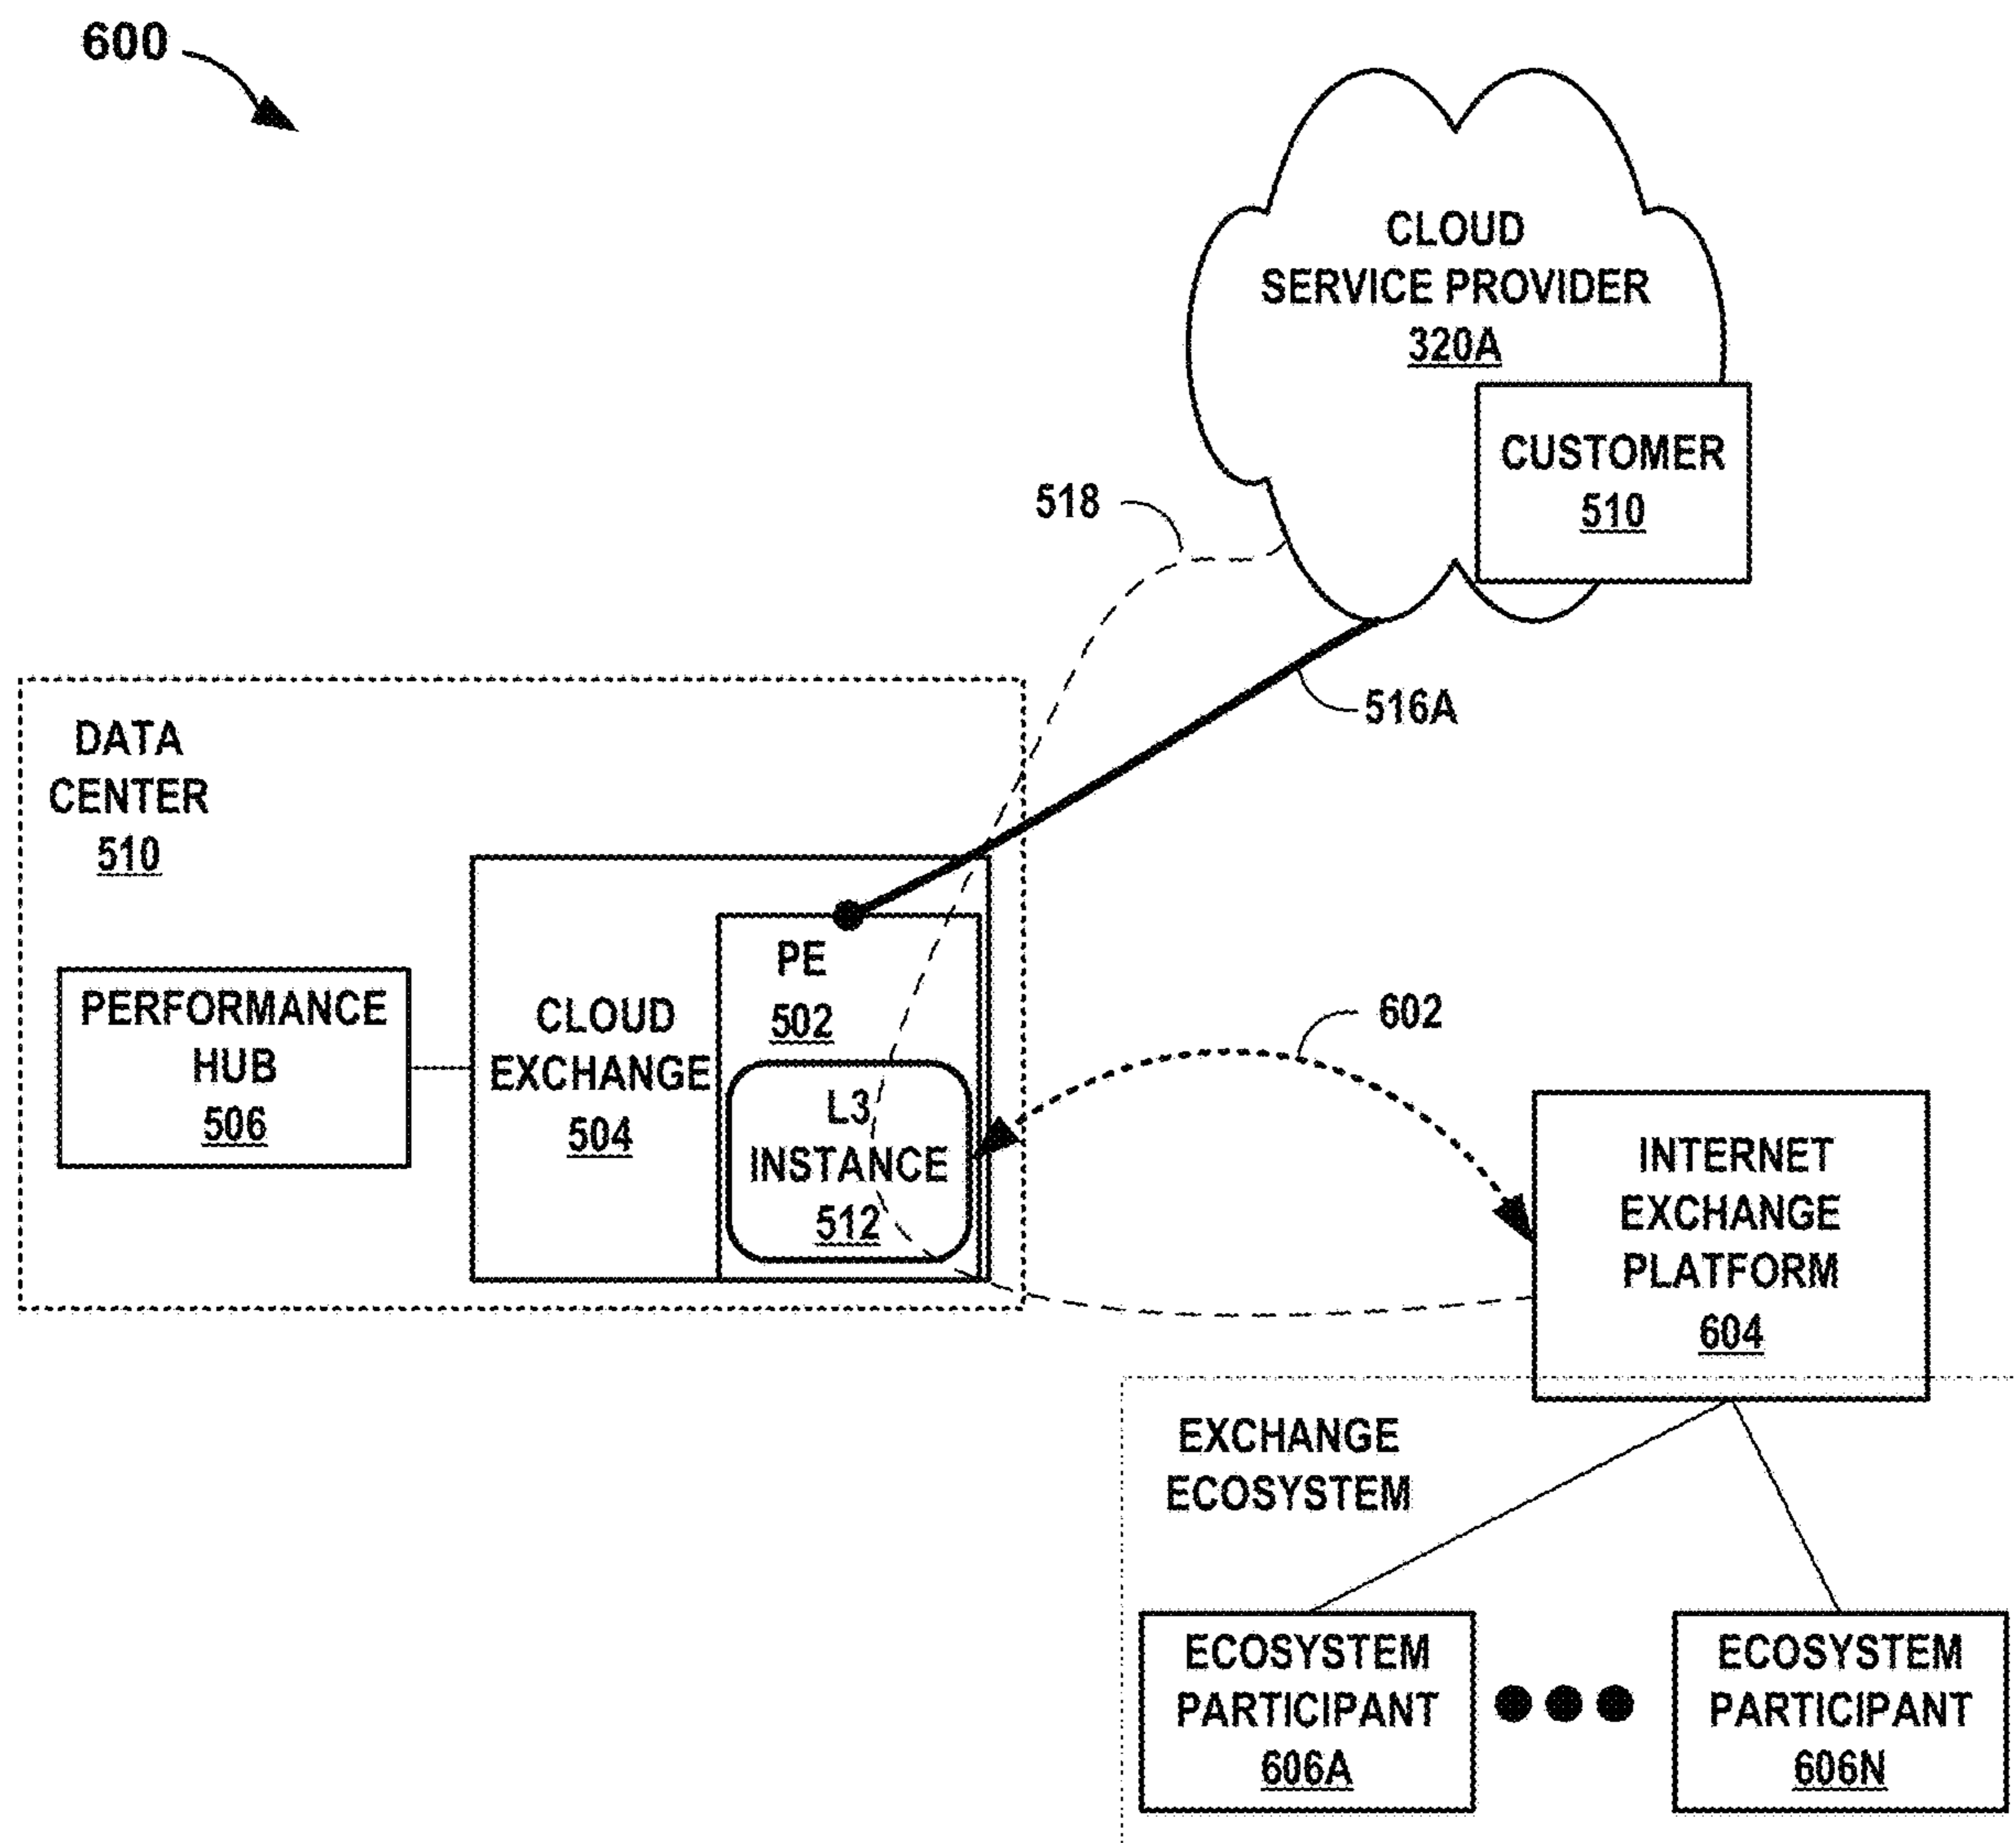 600
CLOUD
SERVICE PROVIDER
320A
CUSTOMER
510
518
516A
DATA
CENTER
510
PERFORMANCE
HUB
506
CLOUD
EXCHANGE
504
PE
502
L3
INSTANCE
512
602
INTERNET
EXCHANGE
PLATFORM
604
EXCHANGE
ECOSYSTEM
ECOSYSTEM
PARTICIPANT
606A
ECOSYSTEM
PARTICIPANT
606N